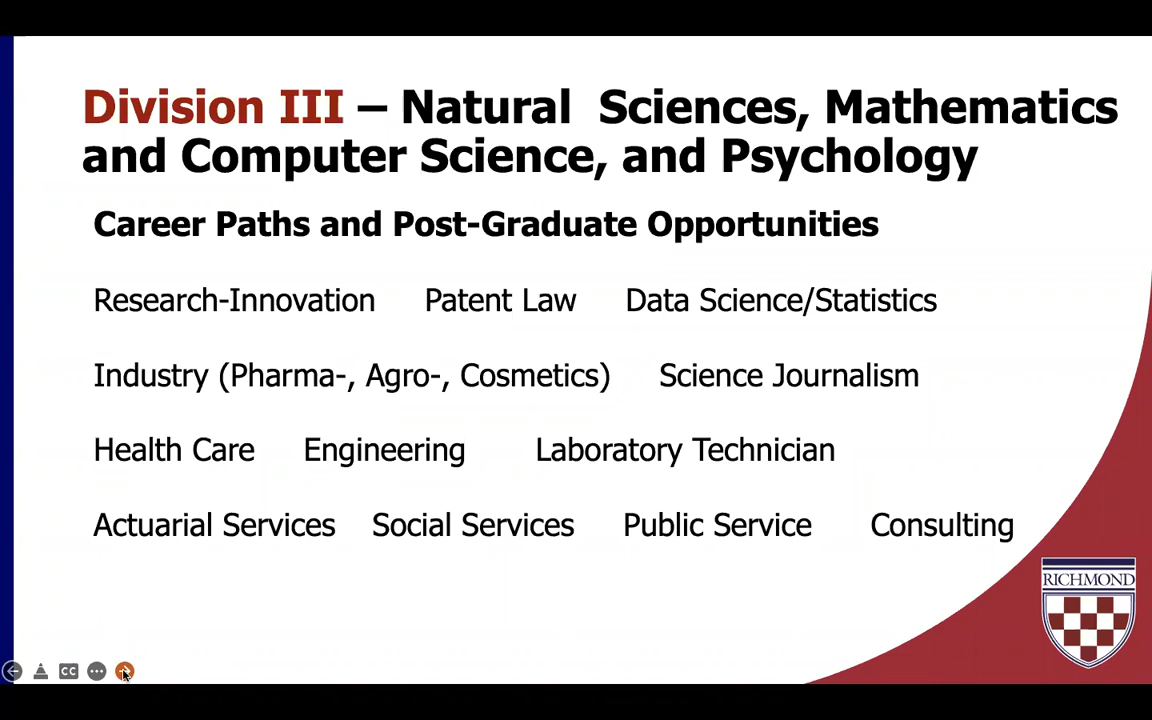 Division III – Natural Sciences, Mathematics
and Computer Science, and Psychology
Career Paths and Post-Graduate Opportunities
Research-Innovation Patent Law Data Science/Statistics
Industry (Pharma-, Agro-, Cosmetics) Science Journalism
Health Care Engineering Laboratory Technician
Actuarial Services Social Services Public Service Consulting
RICHMOND
CC